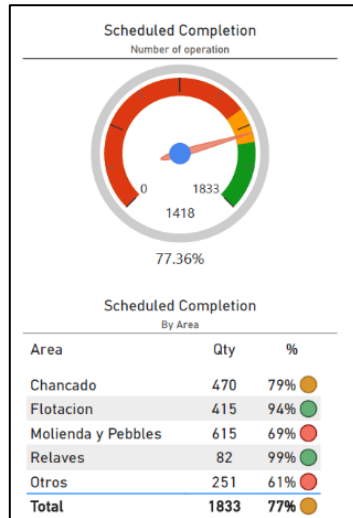 Scheduled Completion
Number of operation
0 1833
1418
77.36%
Scheduled Completion
By Area
Area Qty %
Chancado 470 79%
Flotacion 415 94%
Molienda y Pebbles 615 69%
Relaves 82 99%
Otros 251 61%
Total 1833 77%